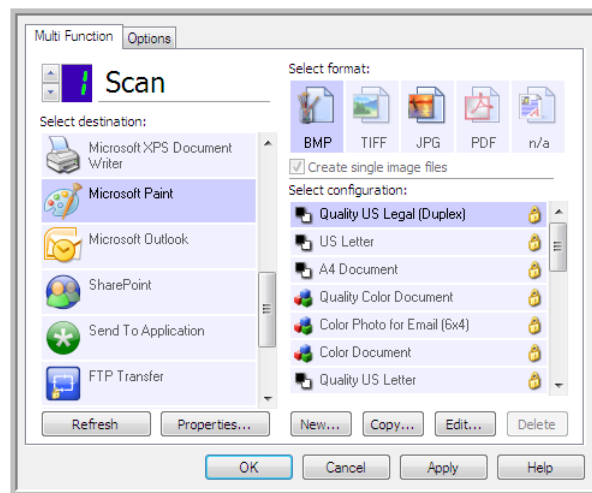 Multi Function
Options
1
Scan
Select destination:
Microsoft XPS Document
Writer
Microsoft Paint
Microsoft Outlook
SharePoint
Send To Application
FTP Transfer
Refresh
Properties...
Select format:
BMP
TIFF
JPG
PDF
n/a
Create single image files
Select configuration:
Quality US Legal (Duplex)
US Letter
A4 Document
Quality Color Document
Color Photo for Email (6x4)
Color Document
Quality US Letter
New...
Copy...
Edit...
Delete
OK
Cancel
Apply
Help